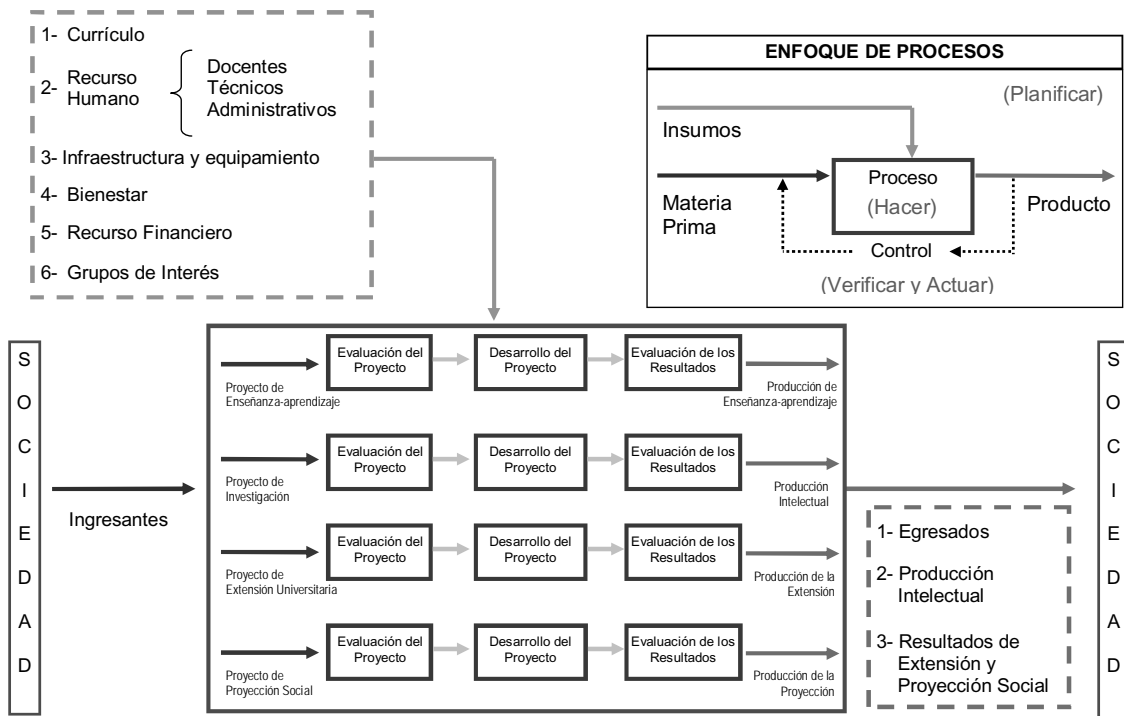 1- Currículo
2- Recurso
Humano
Docentes
Técnicos
Administrativos
3- Infraestructura y equipamiento
4- Bienestar
5- Recurso Financiero
6- Grupos de Interés
ENFOQUE DE PROCESOS
(Planificar)
Insumos
Materia
Prima
Proceso
(Hacer)
Producto
Control
(Verificar y Actuar)
SOCIEDAD
Ingresantes
Proyecto de
Enseñanza-aprendizaje
Evaluación del
Proyecto
Desarrollo del
Proyecto
Evaluación de los
Resultados
Producción de
Enseñanza-aprendizaje
Proyecto de
Investigación
Evaluación del
Proyecto
Desarrollo del
Proyecto
Evaluación de los
Resultados
Producción
Intelectual
Proyecto de
Extensión Universitaria
Evaluación del
Proyecto
Desarrollo del
Proyecto
Evaluación de los
Resultados
Producción de la
Extensión
Proyecto de
Proyección Social
Evaluación del
Proyecto
Desarrollo del
Proyecto
Evaluación de los
Resultados
Producción de la
Proyección
1- Egresados
2- Producción
Intelectual
3- Resultados de
Extensión y
Proyección Social
SOCIEDAD